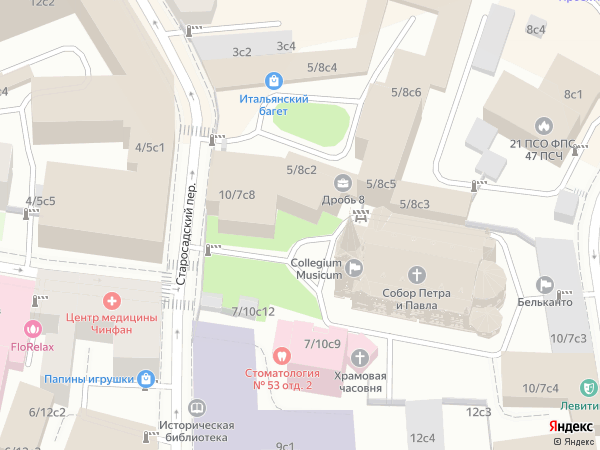 12с2
3с2
3с4
8с4
5/8с4
8с1
5/8с6
Итальянский
багет
21 ПСО ФПС,
47 ПСЧ
4/5с1
5/8с2
5/8с5
10/7с8
Дробь 8
5/8с3
4/5с5
Старосадский пер.
Collegium
Musicum
Собор Петра
и Павла
Бельканто
Центр медицины
Чинфан
7/10с12
FloRelax
7/10с9
10/7с3
Стоматология
№ 53 отд. 2
Храмовая
часовня
Папины игрушки
10/7с4
Левити
6/12с2
Историческая
библиотека
12с3
12с4
9с1
Яндекс
© Яндекс